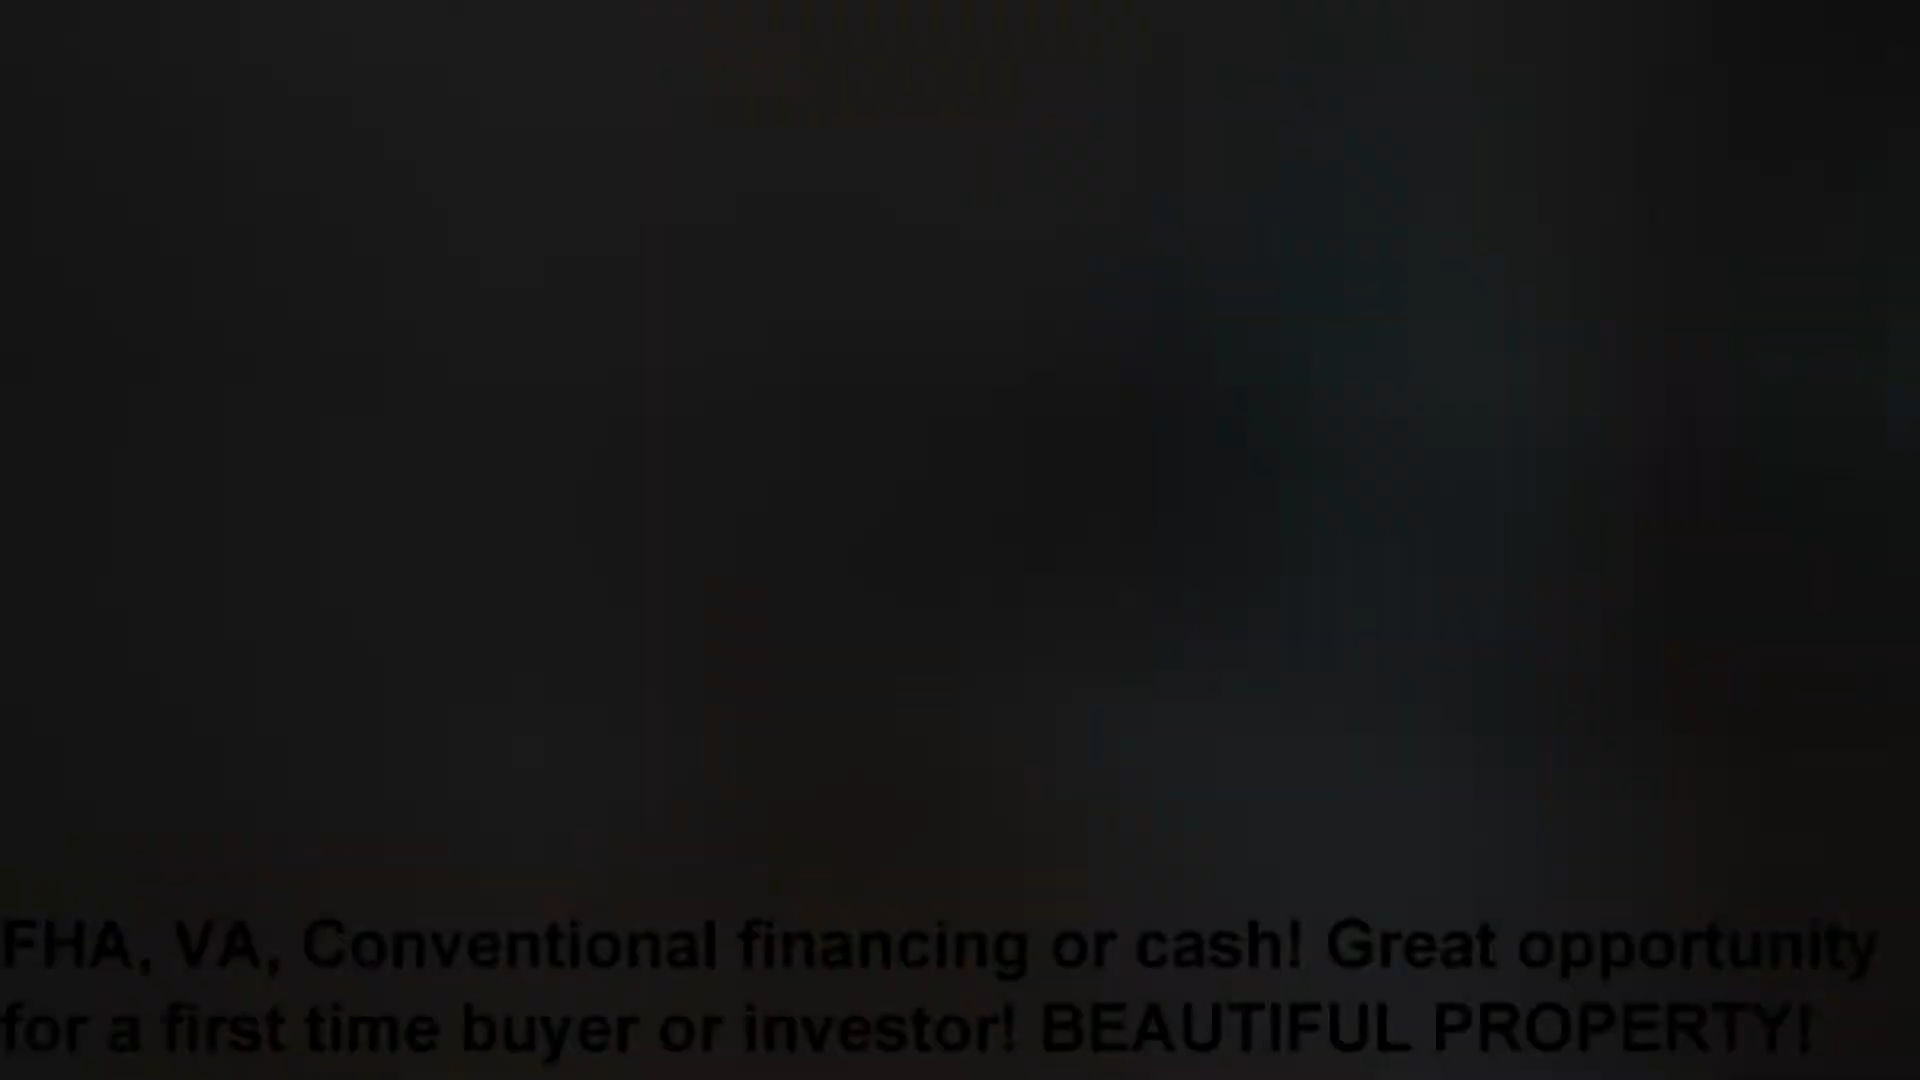 FHA, VA, Conventional financing or cash! Great opportunity
for a first time buyer or investor! BEAUTIFUL PROPERTY!